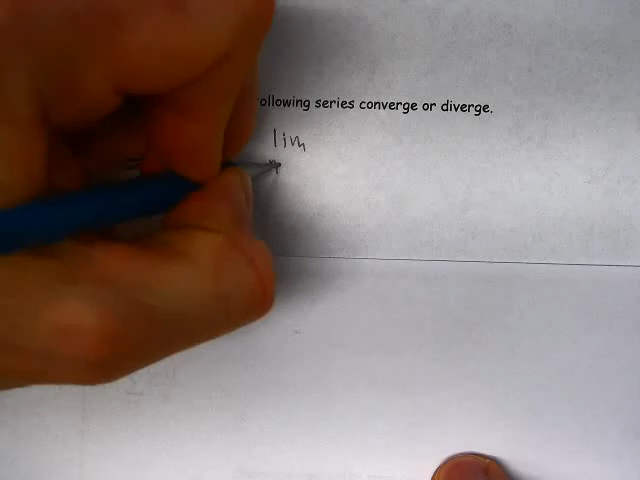 ollowing series converge or diverge.
lim
n